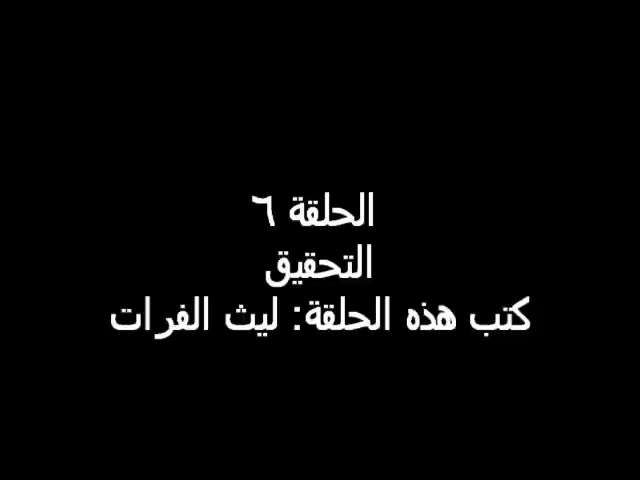 الحلقة ٦
التحقيق
كتب هذه الحلقة: ليث الفرات